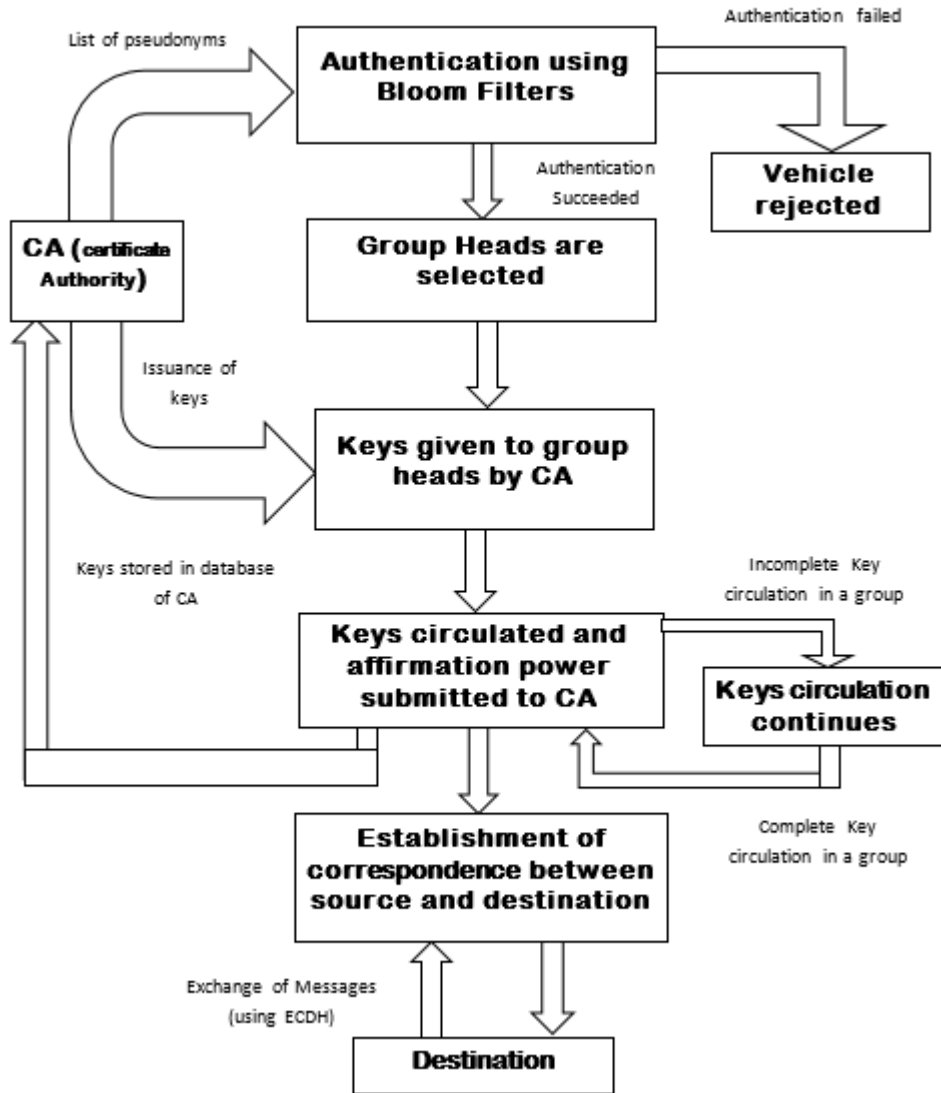 Authentication failed
List of pseudonyms
Authentication using
Bloom Filters
Vehicle
rejected
Authentication
Succeeded
CA (certificate
Authority)
Group Heads are
selected
Issuance of
keys
Keys given to group
heads by CA
Keys stored in database
of CA
Incomplete Key
circulation in a group
Keys circulated and
affirmation power
submitted to CA
Keys circulation
continues
Complete Key
circulation in a group
Establishment of
correspondence between
source and destination
Exchange of Messages
(using ECDH)
Destination